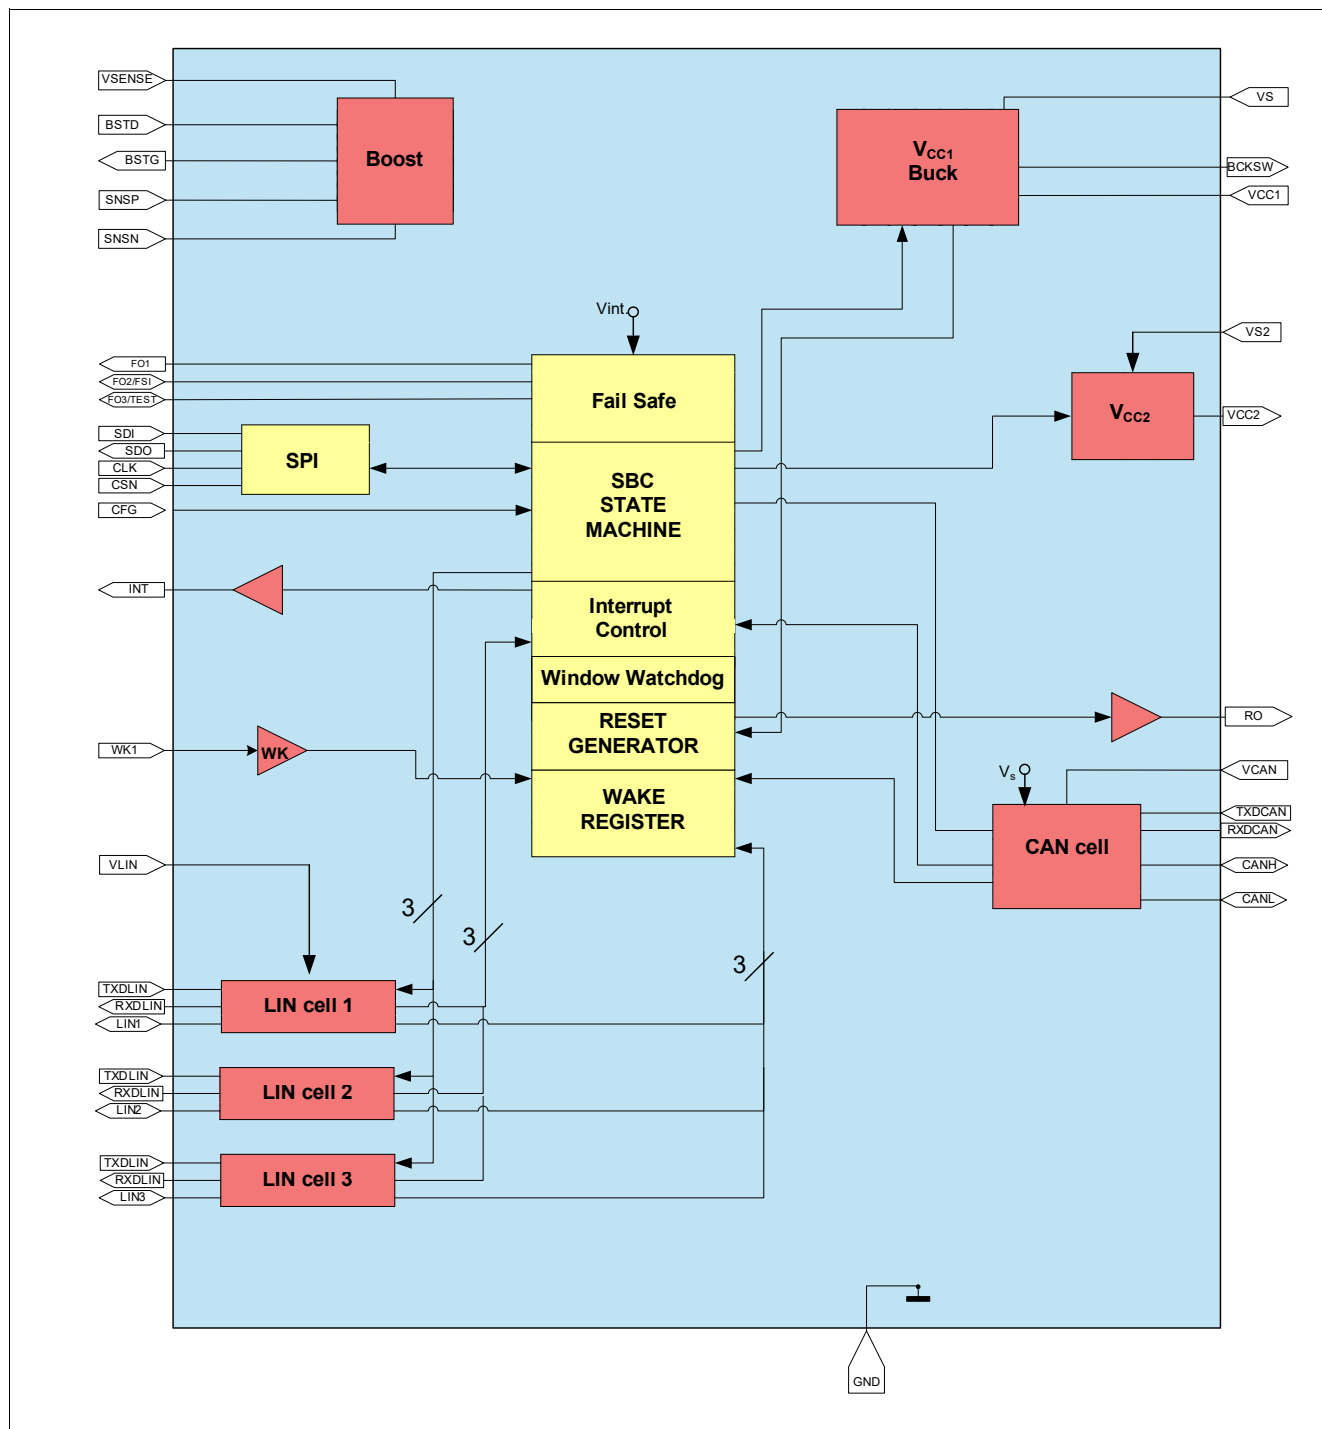 VSENSE
BSTD
BSTG
SNSP
SNSN
Boost
VCC1
Buck
VS
BCKSW
VCC1
Vint.
VS2
VCC2
VCC2
FO1
FO2/FSI
FO3/TEST
SDI
SDO
CLK
CSN
CFG
SPI
Fail Safe
SBC
STATE
MACHINE
INT
Interrupt
Control
Window Watchdog
RESET
GENERATOR
WAKE
REGISTER
WK1
WK
RO
Vs
VCAN
TXDCAN
RXDCAN
CANH
CANL
CAN cell
VLIN
3
3
3
TXDLIN
RXDLIN
LIN1
LIN cell 1
TXDLIN
RXDLIN
LIN2
LIN cell 2
TXDLIN
RXDLIN
LIN3
LIN cell 3
GND